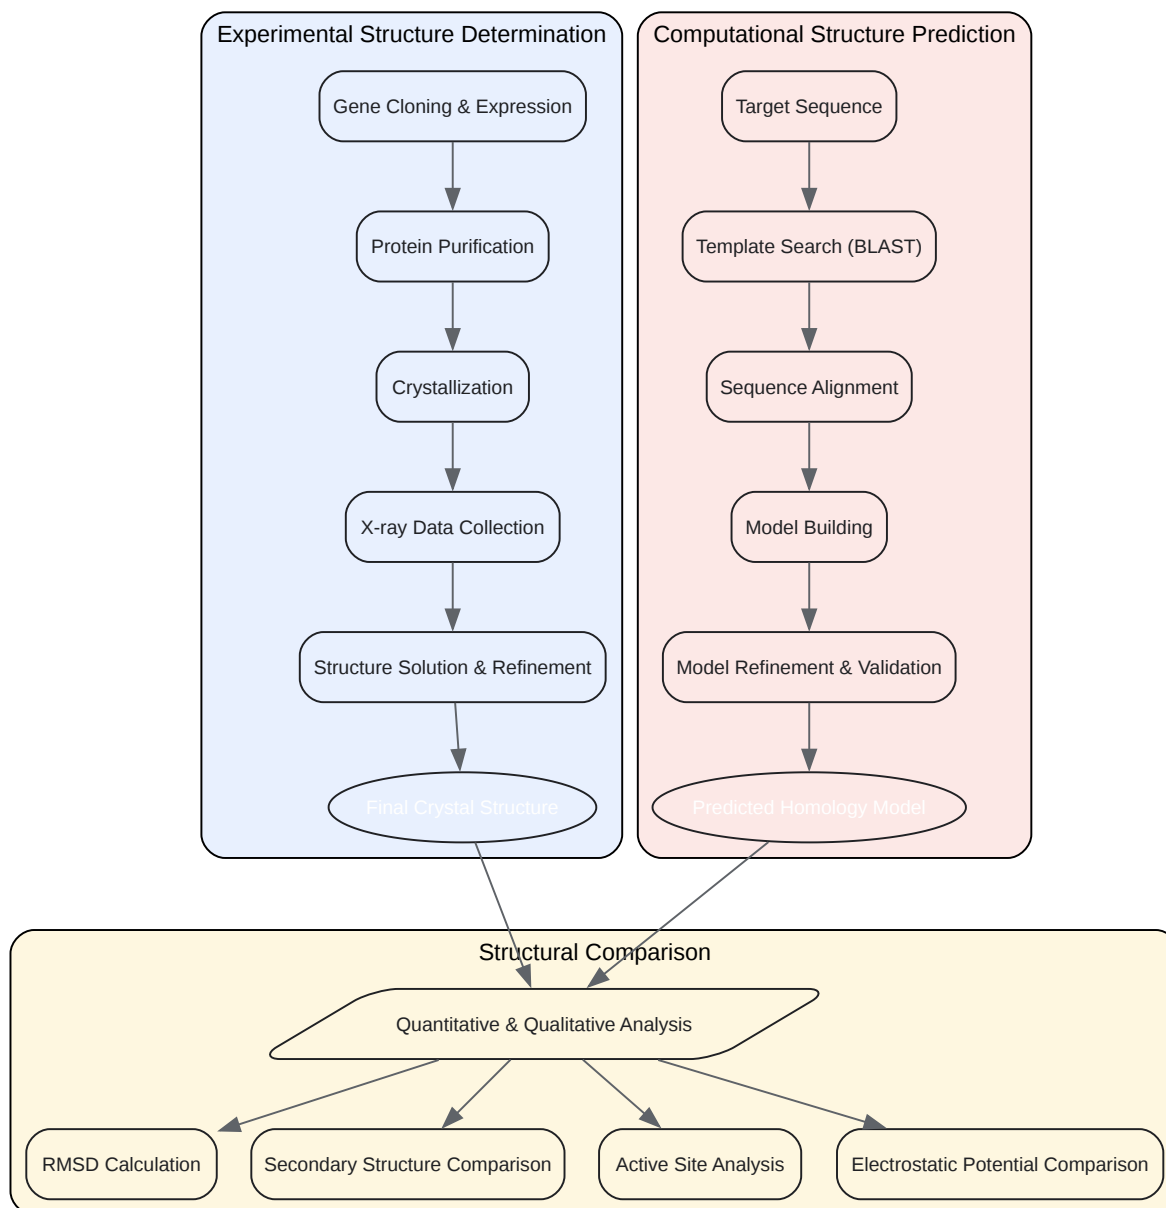 Experimental Structure Determination
Gene Cloning & Expression
Protein Purification
Crystallization
X-ray Data Collection
Structure Solution & Refinement
Final Crystal Structure
Computational Structure Prediction
Target Sequence
Template Search (BLAST)
Sequence Alignment
Model Building
Model Refinement & Validation
Predicted Homology Model
Structural Comparison
Quantitative & Qualitative Analysis
RMSD Calculation
Secondary Structure Comparison
Active Site Analysis
Electrostatic Potential Comparison